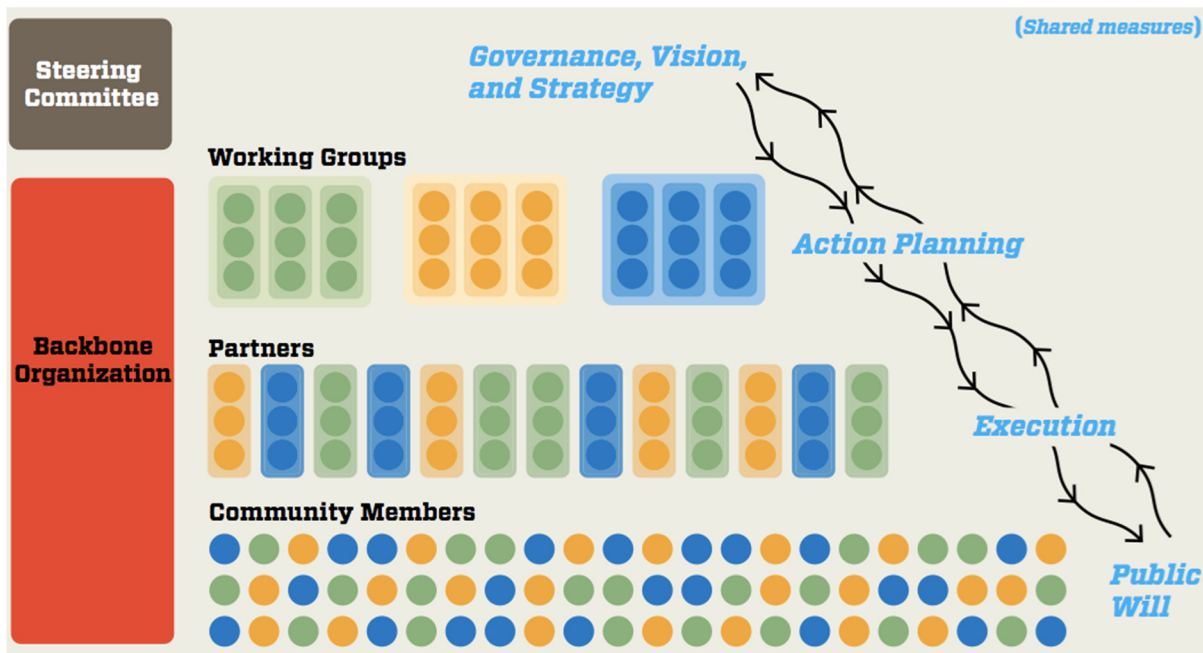 Steering
Committee
Governance, Vision,
and Strategy
(Shared measures)
Working Groups
Action Planning
Backbone
Organization
Partners
Execution
Community Members
Public
Will